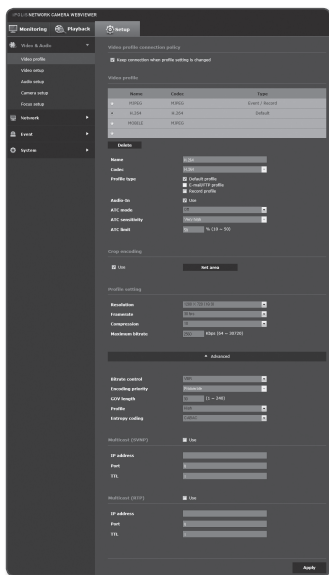 iPOLiS NETWORK CAMERA WEBVIEWER
Monitoring
Playback
Setup
Video & Audio
Video profile
Video setup
Audio setup
Camera setup
Focus setup
Network
Event
System
Video profile connection policy
Keep connection when profile setting is changed
Video profile
Name Codec Type
MJPEG MJPEG Event / Record
H.264 H.264 Default
MOBILE MJPEG
Delete
Name H.264
Codec H.264
Profile type Default profile
E-mail/FTP profile
Record profile
Audio-In Use
ATC mode Off
ATC sensitivity
ATC limit % (10 ~ 50)
Crop encoding
Use Set area
Profile setting
Resolution
Framerate
Compression
Maximum bitrate Kbps (64 ~ 30720)
Advanced
Bitrate control
Encoding priority Framerate
GOV length (1 ~ 240)
Profile
Entropy coding
Multicast (SVNP) Use
IP address
Port
TTL
Multicast (RTP) Use
IP address
Port
TTL
Apply